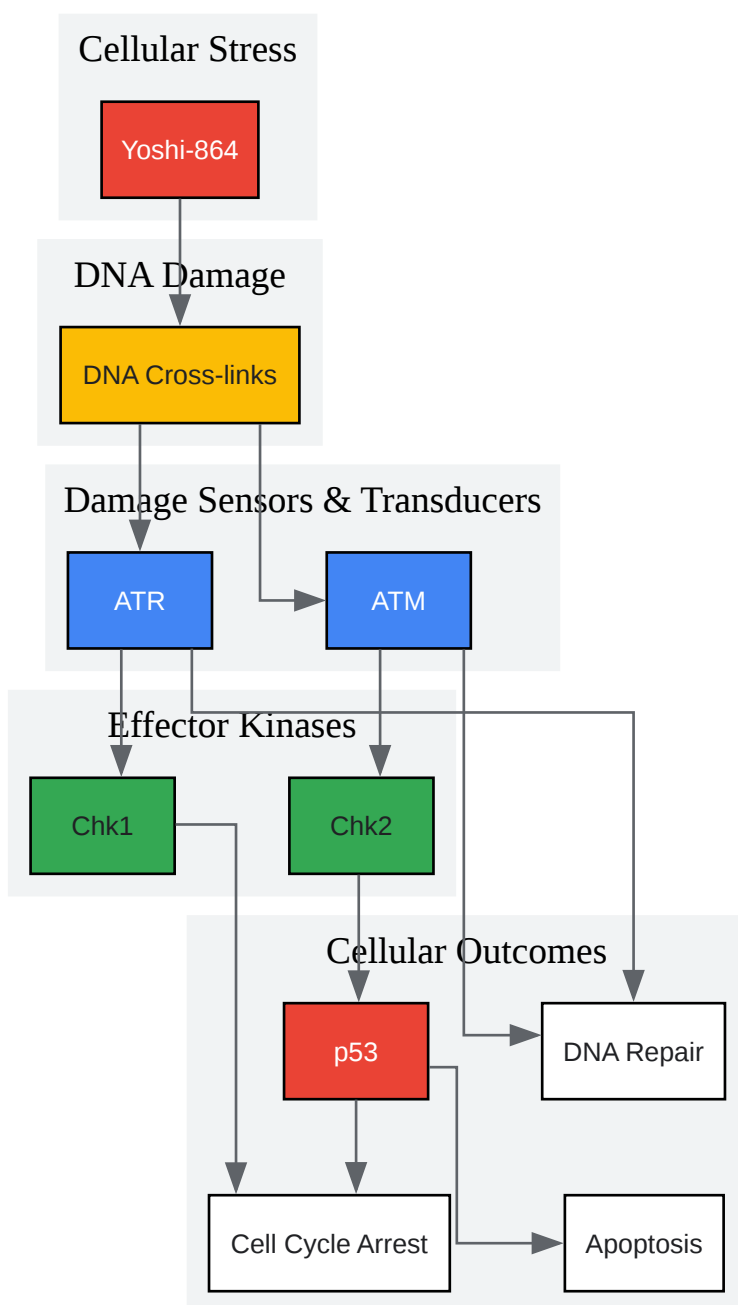 Cellular Stress
Yoshi-864
DNA Damage
DNA Cross-links
Damage Sensors & Transducers
ATR
ATM
Effector Kinases
Chk1
Chk2
Cellular Outcomes
p53
DNA Repair
Cell Cycle Arrest
Apoptosis